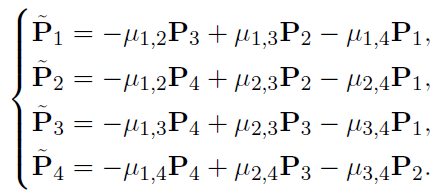 P̃₁ = −μ₁,₂P₃ + μ₁,₃P₂ − μ₁,₄P₁,
P̃₂ = −μ₁,₂P₄ + μ₂,₃P₂ − μ₂,₄P₁,
P̃₃ = −μ₁,₃P₄ + μ₂,₃P₃ − μ₃,₄P₁,
P̃₄ = −μ₁,₄P₄ + μ₂,₄P₃ − μ₃,₄P₂.